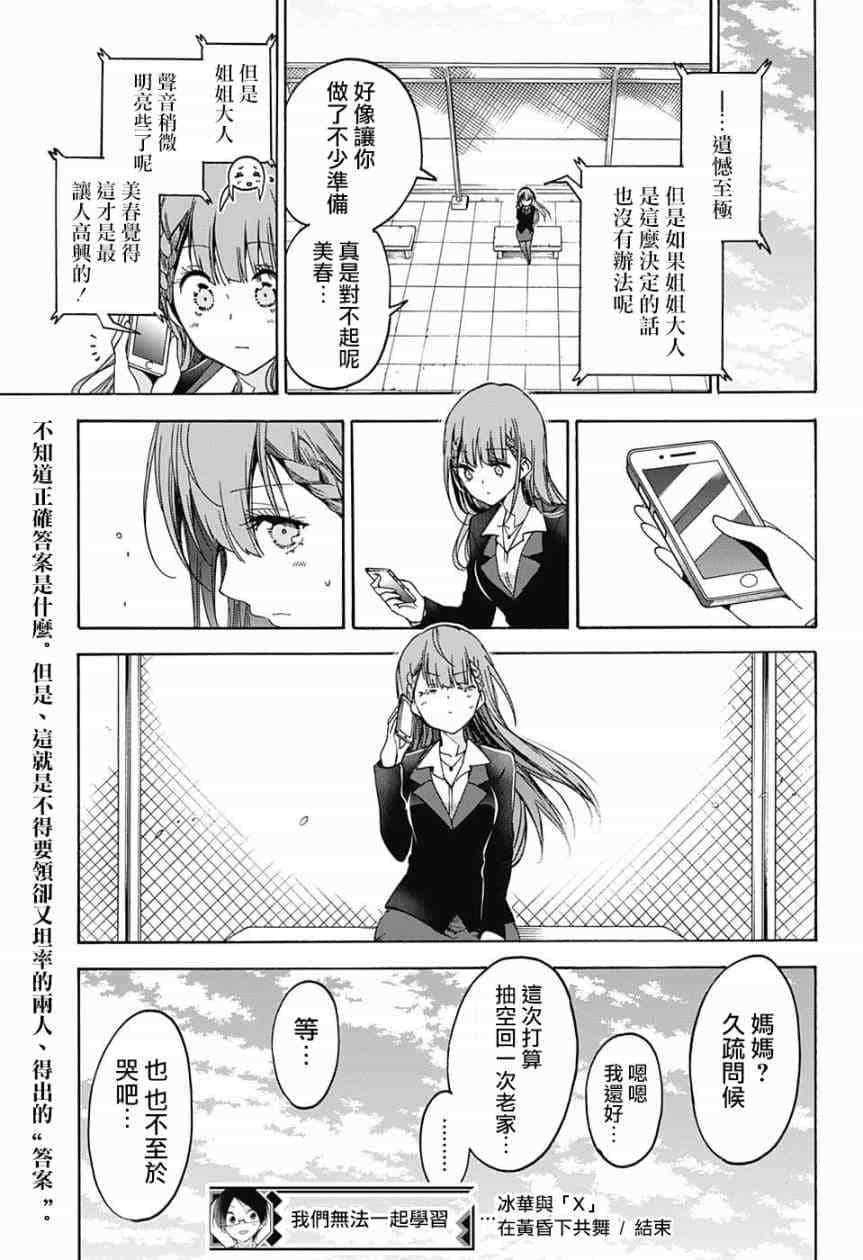 ——…遺憾至極
但是如果姐姐大人
是這麼決定的話
也沒有辦法呢
好像讓你
做了不少準備
真是對不起呢
美春…
但是
姐姐大人
聲音稍微
明亮些了呢
美春覺得
這才是最
讓人高興的！
媽媽？
久疏問候
嗯嗯
我還好…
這次打算
抽空回一次老家…
………
等…
也 也不至於
哭吧…
不知道正確答案是什麼。但是、這就是不得要領卻又坦率的兩人、得出的“答案”。
我們無法一起學習
…冰華與「X」
在黃昏下共舞 / 結束